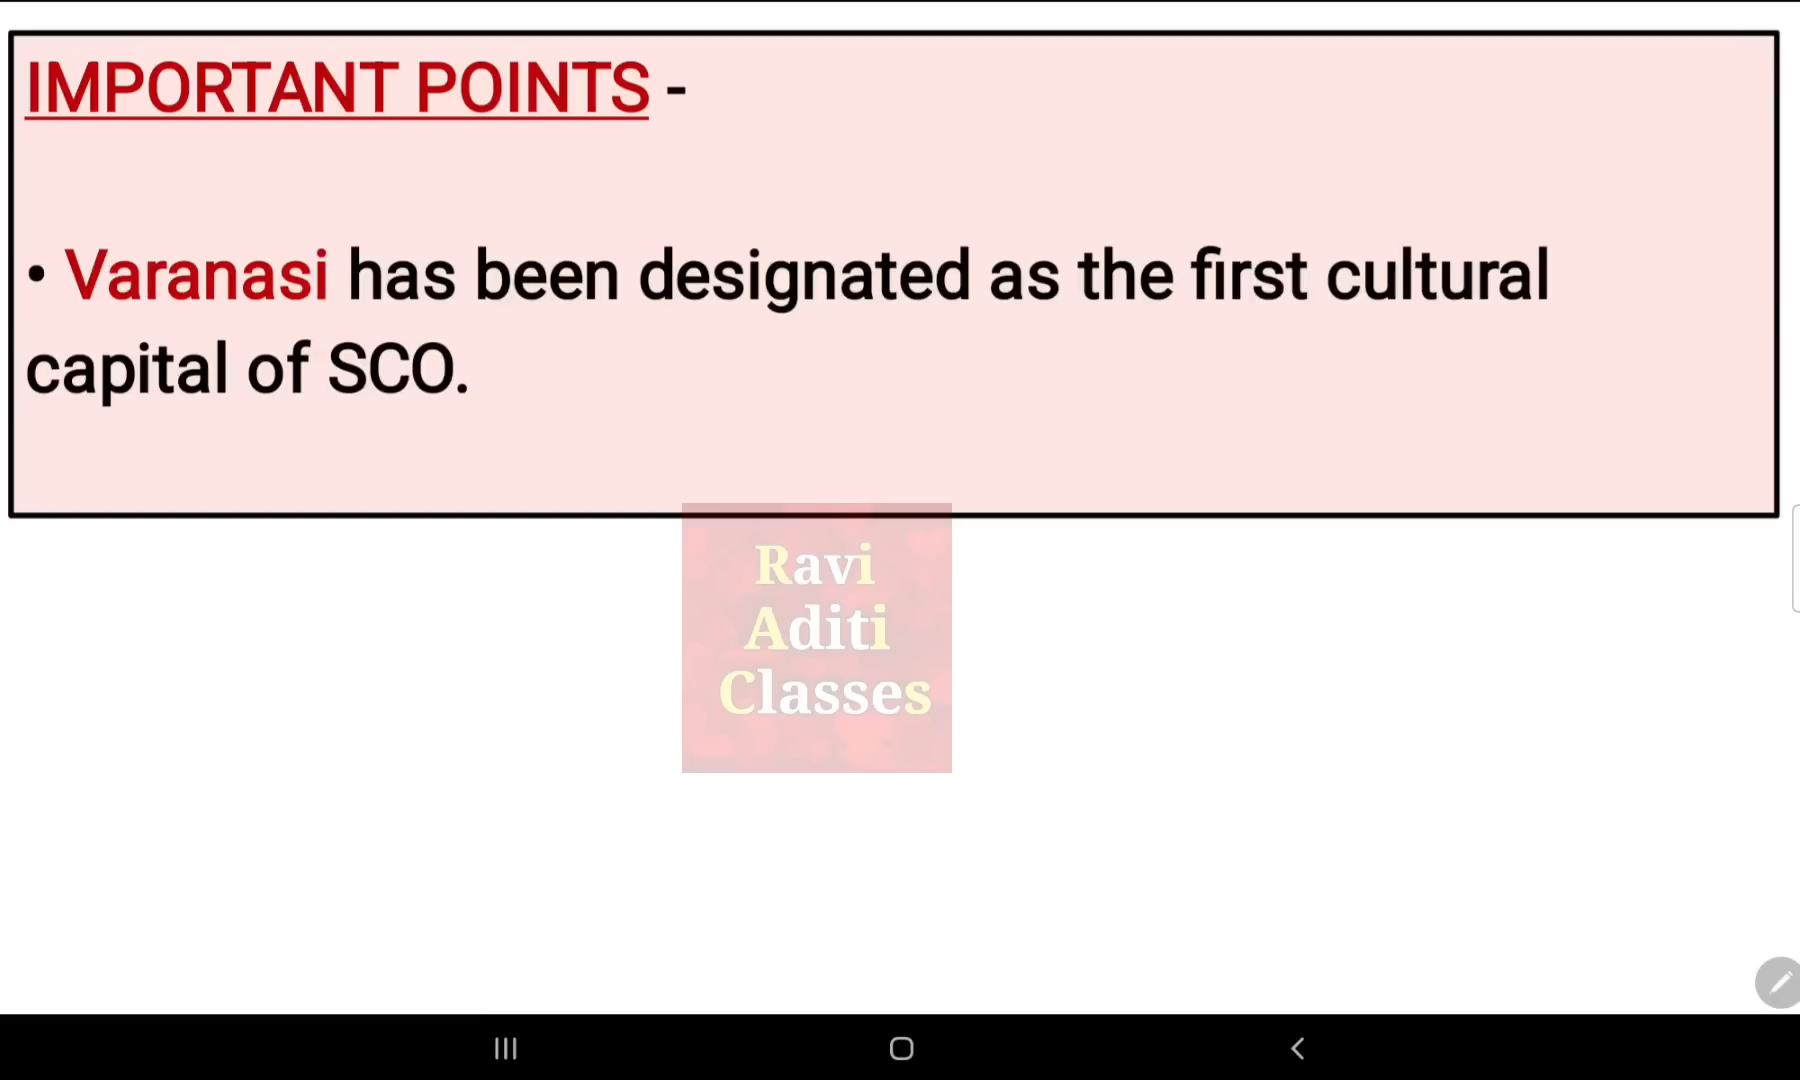 IMPORTANT POINTS -
• Varanasi has been designated as the first cultural
capital of SCO.
Ravi
Aditi
Classes